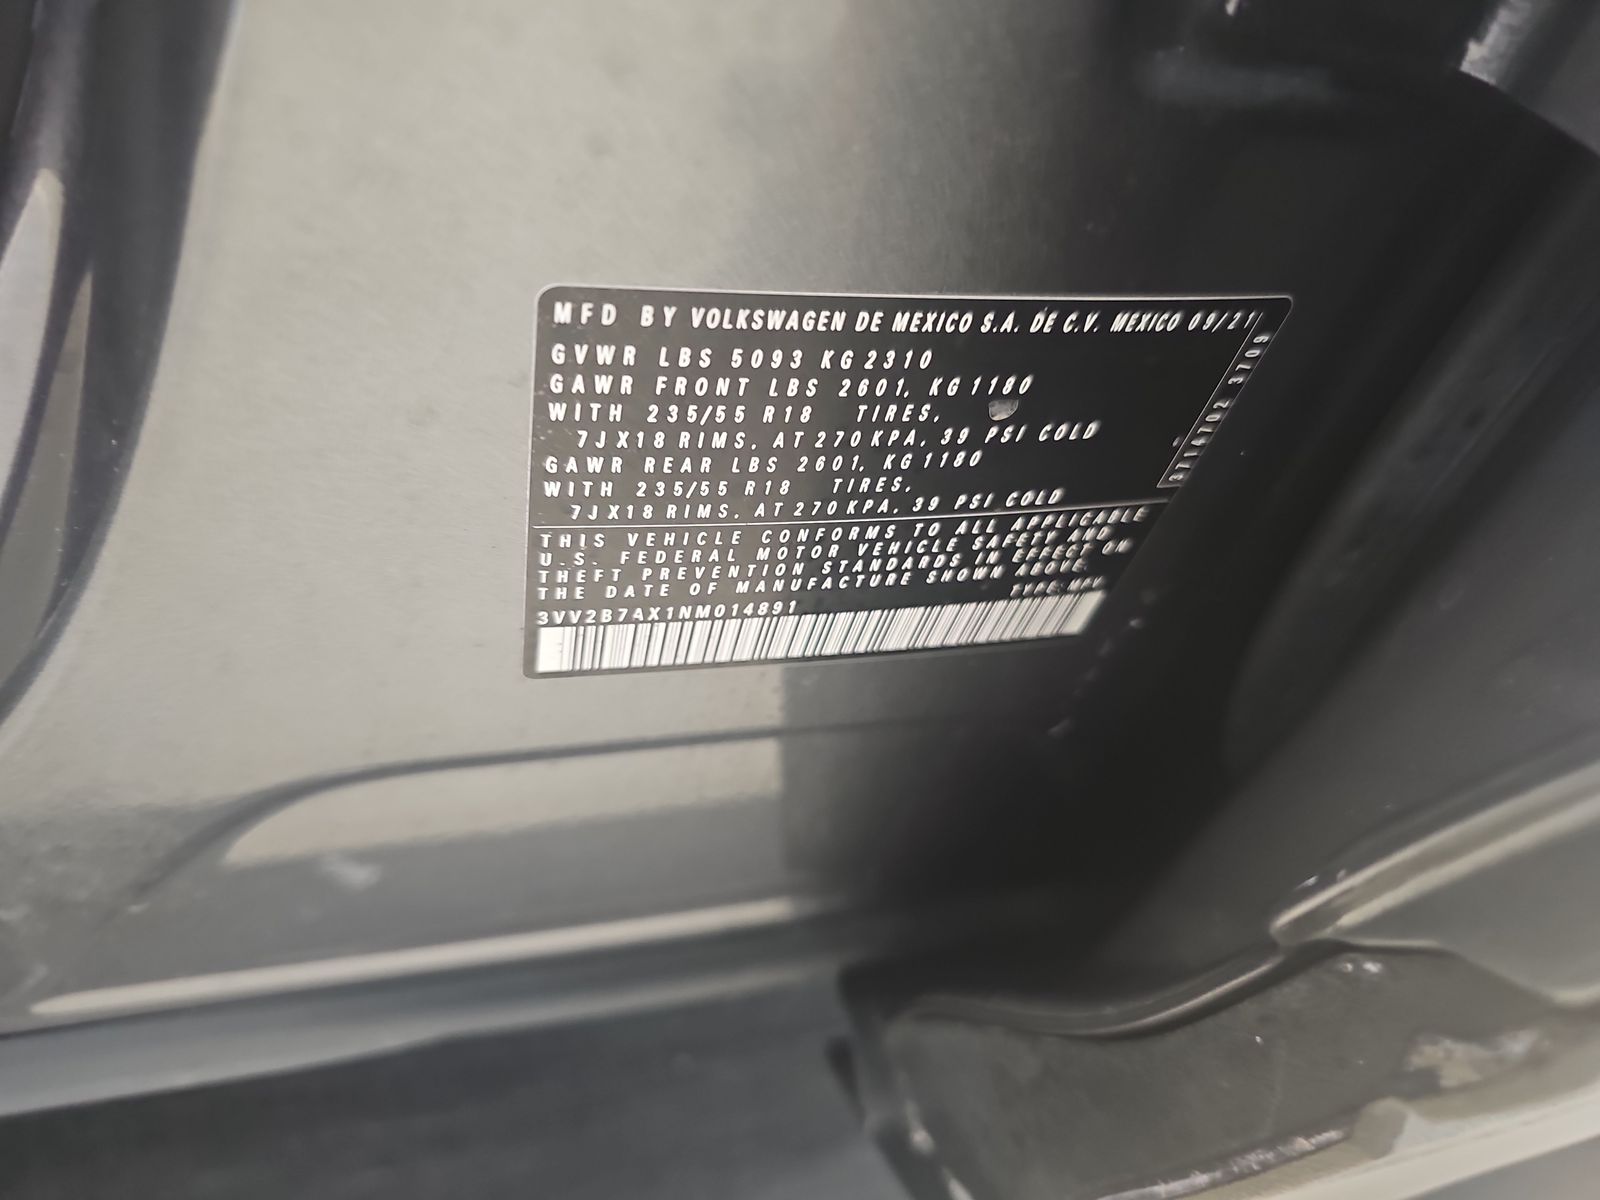 MFD BY VOLKSWAGEN DE MEXICO S.A. DE C.V. MEXICO 09/21
GVWR LBS 5093 KG 2310
GAWR FRONT LBS 2601, KG 1180
WITH 235/55 R18 TIRES,
7JX18 RIMS, AT 270 KPA, 39 PSI COLD
GAWR REAR LBS 2601, KG 1180
WITH 235/55 R18 TIRES,
7JX18 RIMS, AT 270 KPA, 39 PSI COLD
THIS VEHICLE CONFORMS TO ALL APPLICABLE
U.S. FEDERAL MOTOR VEHICLE SAFETY AND
THEFT PREVENTION STANDARDS IN EFFECT ON
THE DATE OF MANUFACTURE SHOWN ABOVE.
TYPE: MPV
3VV2B7AX1NM014891
3709